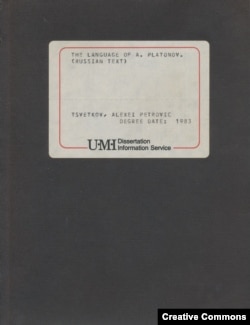 THE LANGUAGE OF A. PLATONOV.
(RUSSIAN TEXT)
TSVETKOV, ALEXEI PETROVIC
DEGREE DATE: 1983
UMI Dissertation
Information Service
Creative Commons